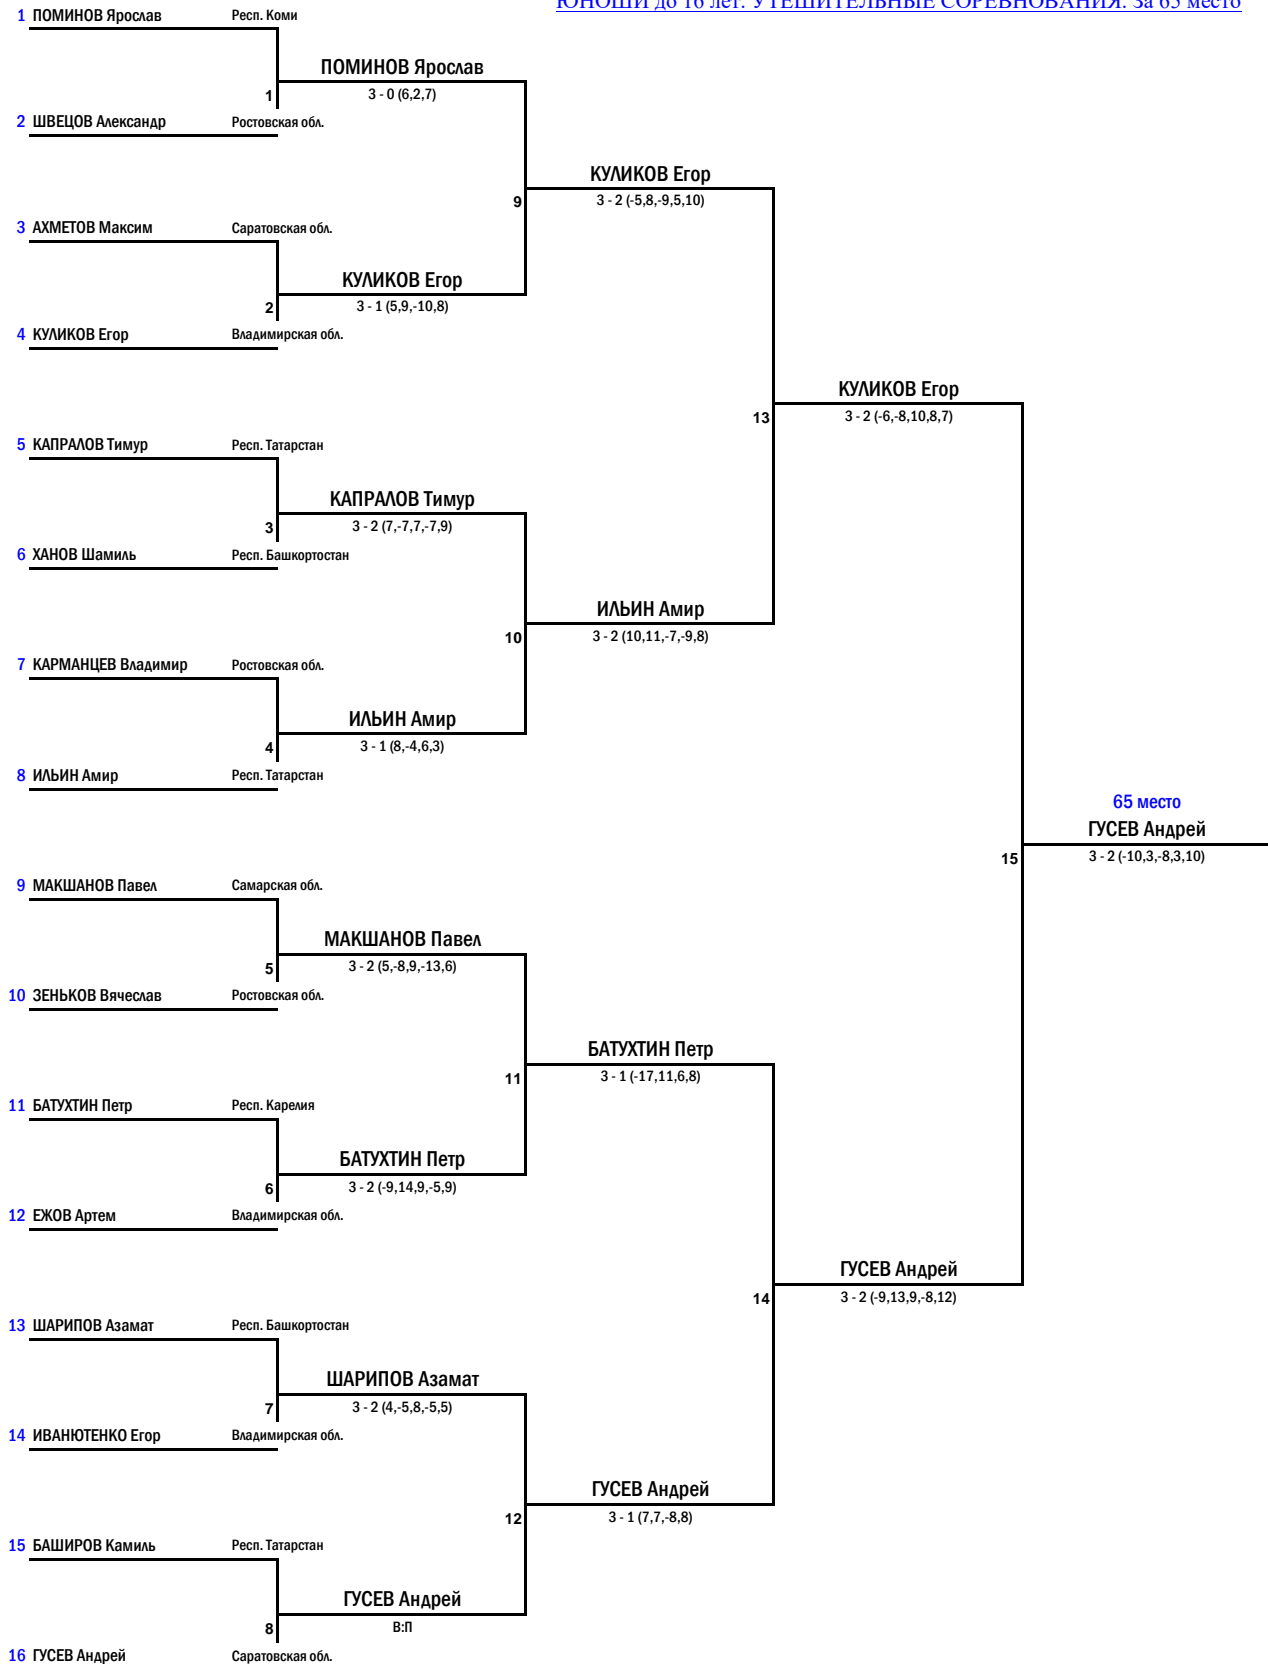 ЮНОШИ до 16 лет. УТЕШИТЕЛЬНЫЕ СОРЕВНОВАНИЯ. За 65 место
1 ПОМИНОВ Ярослав Респ. Коми
ПОМИНОВ Ярослав
1 3 - 0 (6,2,7)
2 ШВЕЦОВ Александр Ростовская обл.
КУЛИКОВ Егор
9 3 - 2 (-5,8,-9,5,10)
3 АХМЕТОВ Максим Саратовская обл.
КУЛИКОВ Егор
2 3 - 1 (5,9,-10,8)
4 КУЛИКОВ Егор Владимирская обл.
КУЛИКОВ Егор
13 3 - 2 (-6,-8,10,8,7)
5 КАПРАЛОВ Тимур Респ. Татарстан
КАПРАЛОВ Тимур
3 3 - 2 (7,-7,7,-7,9)
6 ХАНОВ Шамиль Респ. Башкортостан
ИЛЬИН Амир
10 3 - 2 (10,11,-7,-9,8)
7 КАРМАНЦЕВ Владимир Ростовская обл.
ИЛЬИН Амир
4 3 - 1 (8,-4,6,3)
8 ИЛЬИН Амир Респ. Татарстан
65 место
ГУСЕВ Андрей
15 3 - 2 (-10,3,-8,3,10)
9 МАКШАНОВ Павел Самарская обл.
МАКШАНОВ Павел
5 3 - 2 (5,-8,9,-13,6)
10 ЗЕНЬКОВ Вячеслав Ростовская обл.
БАТУХТИН Петр
11 3 - 1 (-17,11,6,8)
11 БАТУХТИН Петр Респ. Карелия
БАТУХТИН Петр
6 3 - 2 (-9,14,9,-5,9)
12 ЕЖОВ Артем Владимирская обл.
ГУСЕВ Андрей
14 3 - 2 (-9,13,9,-8,12)
13 ШАРИПОВ Азамат Респ. Башкортостан
ШАРИПОВ Азамат
7 3 - 2 (4,-5,8,-5,5)
14 ИВАНЮТЕНКО Егор Владимирская обл.
ГУСЕВ Андрей
12 3 - 1 (7,7,-8,8)
15 БАШИРОВ Камиль Респ. Татарстан
ГУСЕВ Андрей
8 В:П
16 ГУСЕВ Андрей Саратовская обл.